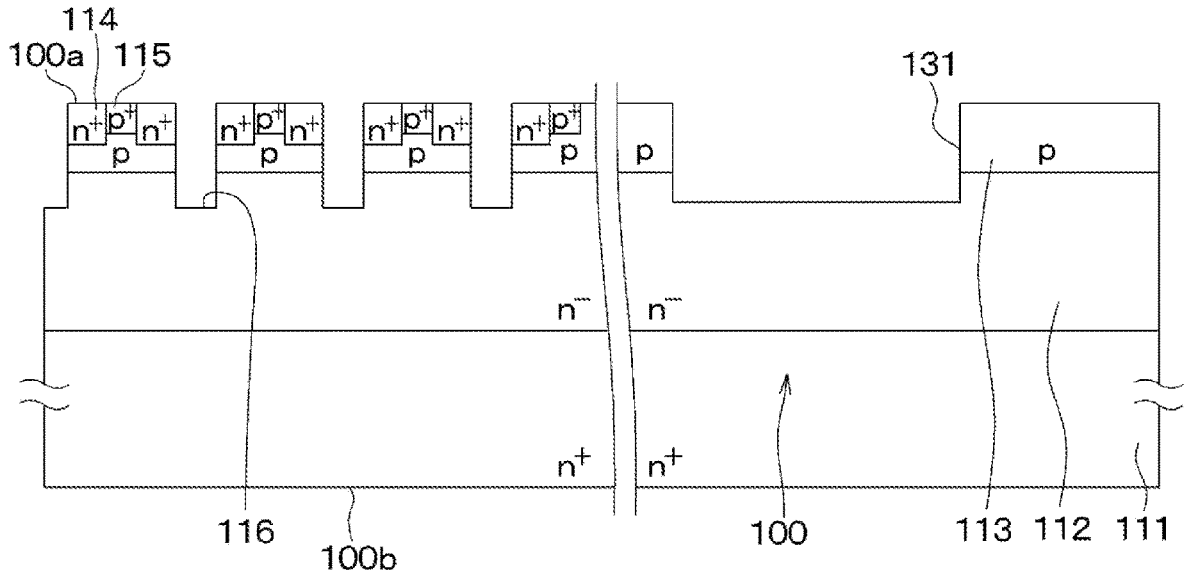 114
100a 115
131
n+ p+ n+ n+ p+ n+ n+ p+ n+ n+ p+
p p p p p p
n− n−
n+ n+
116 100b 100 113 112 111